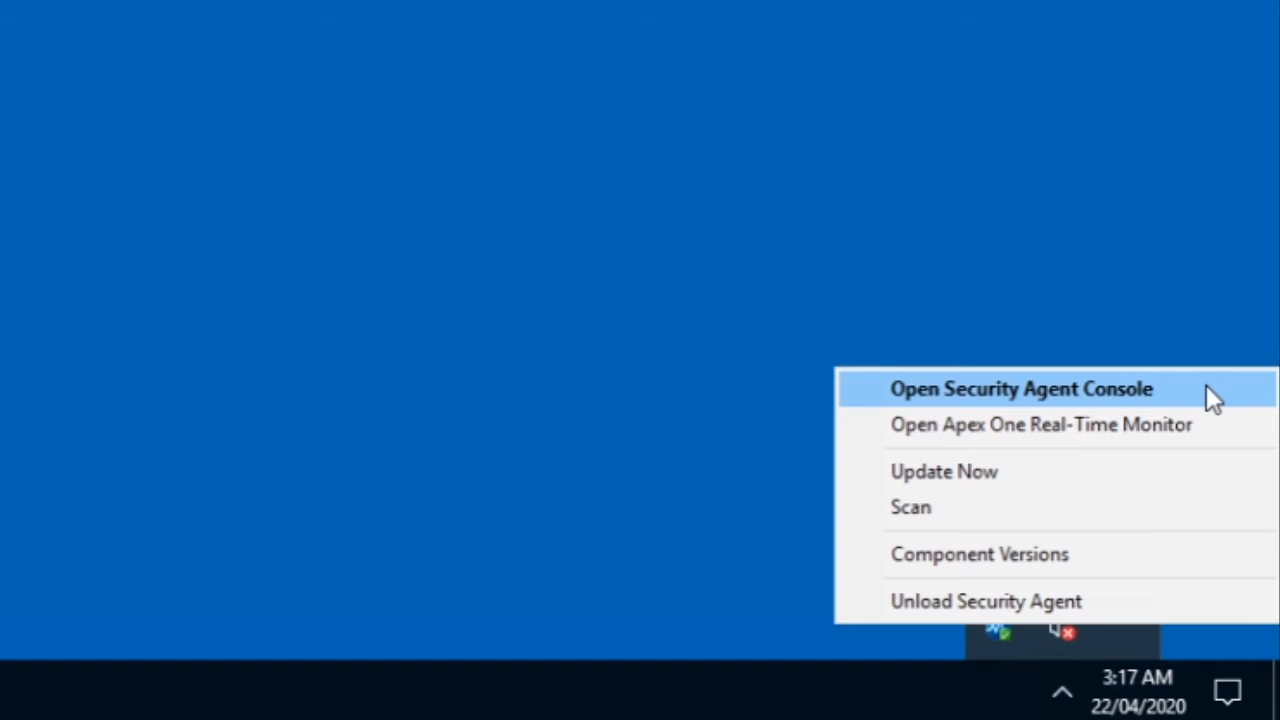 Open Security Agent Console
Open Apex One Real-Time Monitor
Update Now
Scan
Component Versions
Unload Security Agent
3:17 AM
22/04/2020